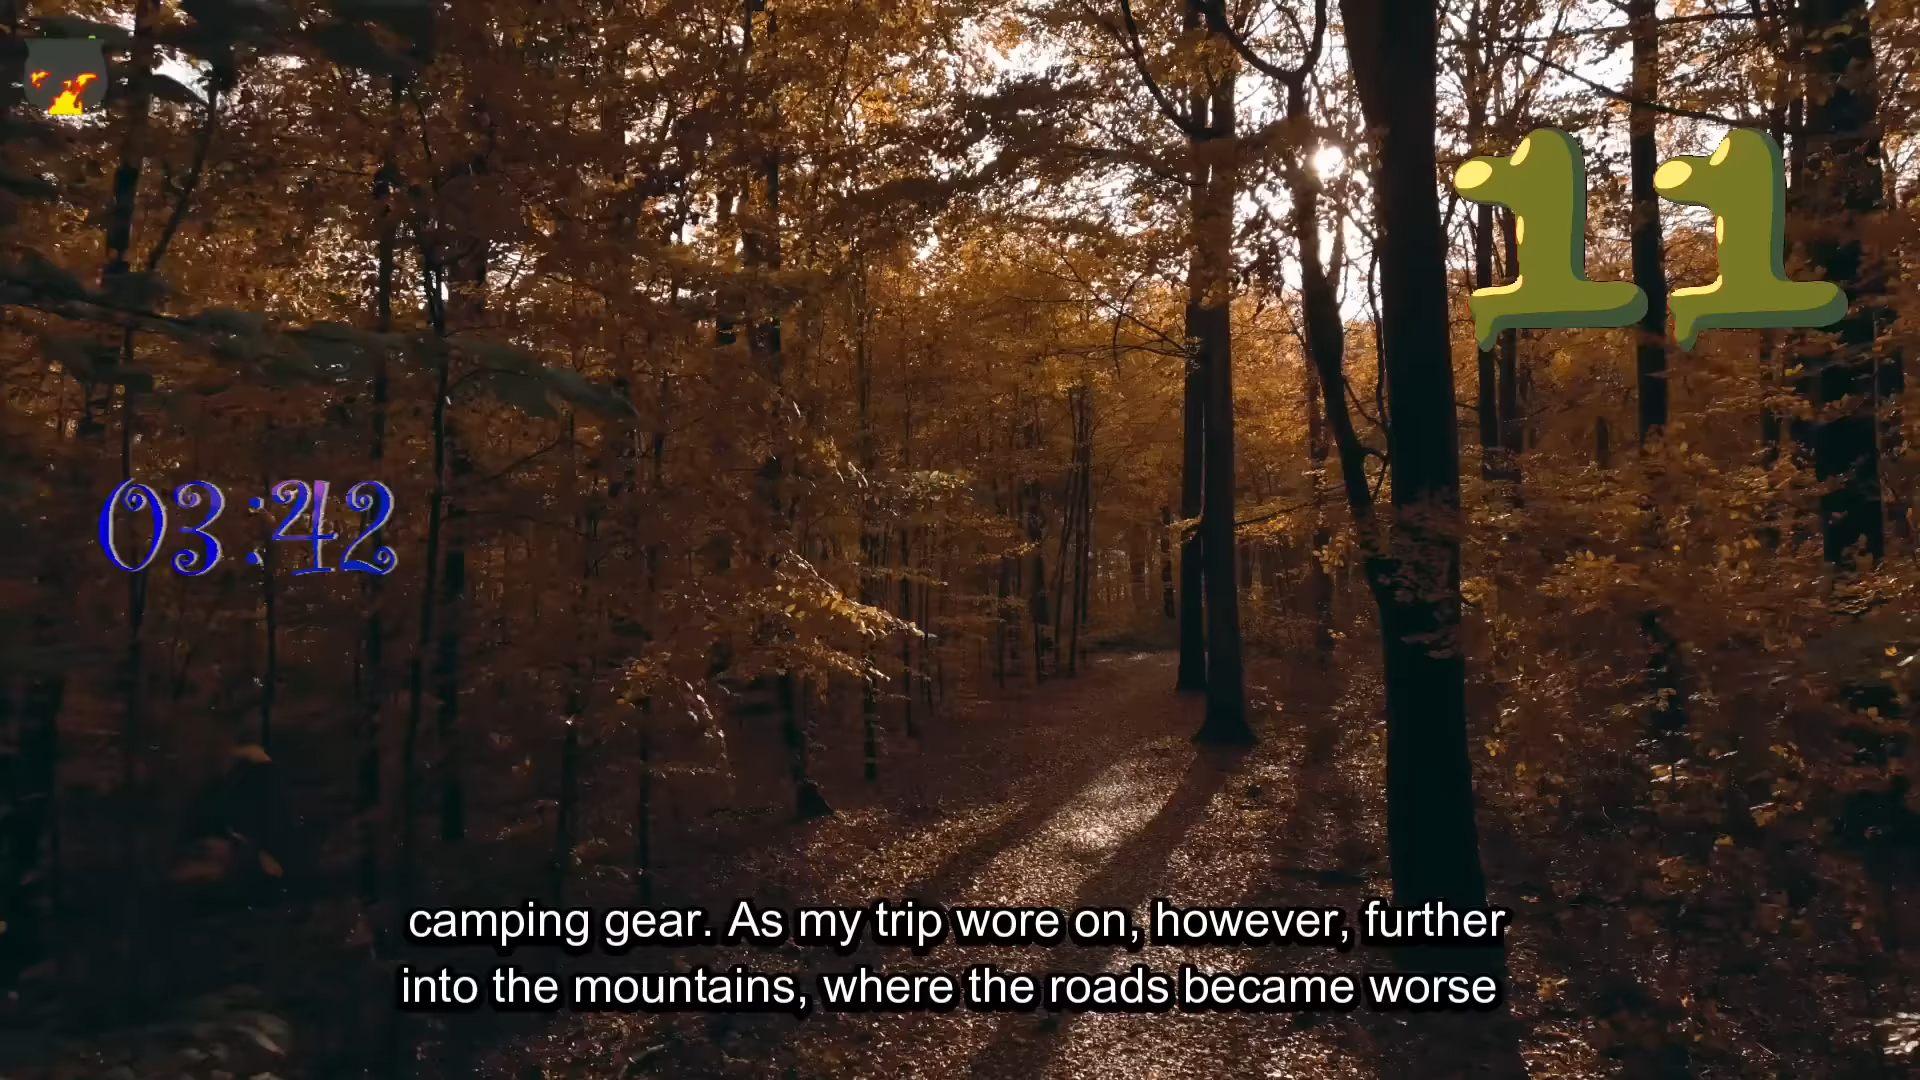 11
03:42
camping gear. As my trip wore on, however, further
into the mountains, where the roads became worse